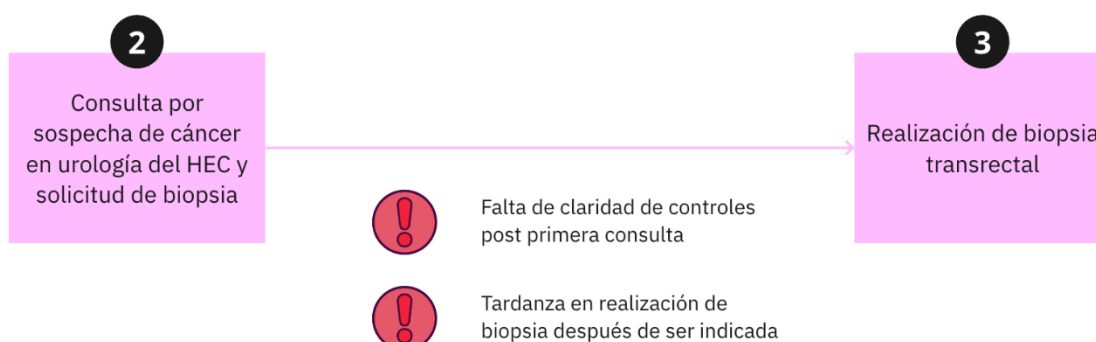 2
Consulta por
sospecha de cáncer
en urología del HEC y
solicitud de biopsia
3
Realización de biopsia
transrectal
Falta de claridad de controles
post primera consulta
Tardanza en realización de
biopsia después de ser indicada